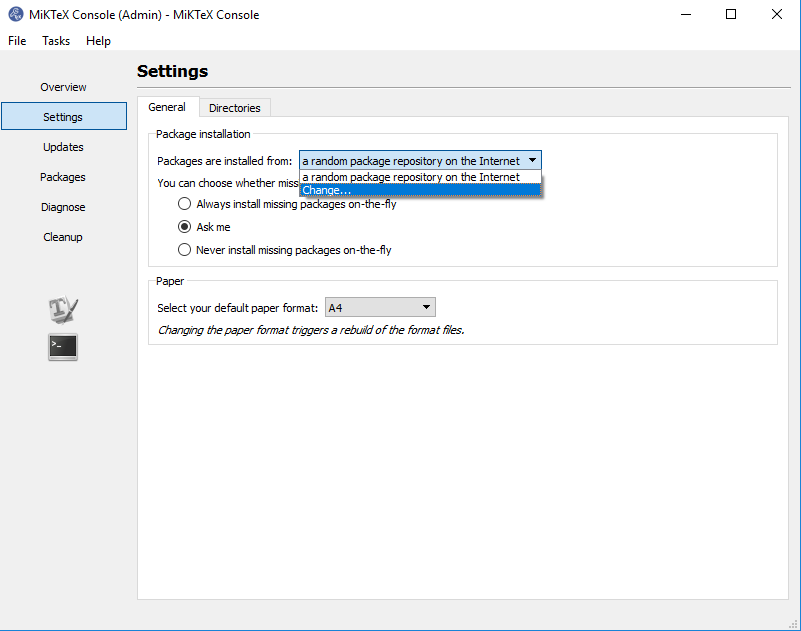 MiKTeX Console (Admin) - MiKTeX Console
File Tasks Help
Overview
Settings
Updates
Packages
Diagnose
Cleanup
Settings
General Directories
Package installation
Packages are installed from: a random package repository on the Internet
a random package repository on the Internet
Change...
You can choose whether miss
Always install missing packages on-the-fly
Ask me
Never install missing packages on-the-fly
Paper
Select your default paper format: A4
Changing the paper format triggers a rebuild of the format files.